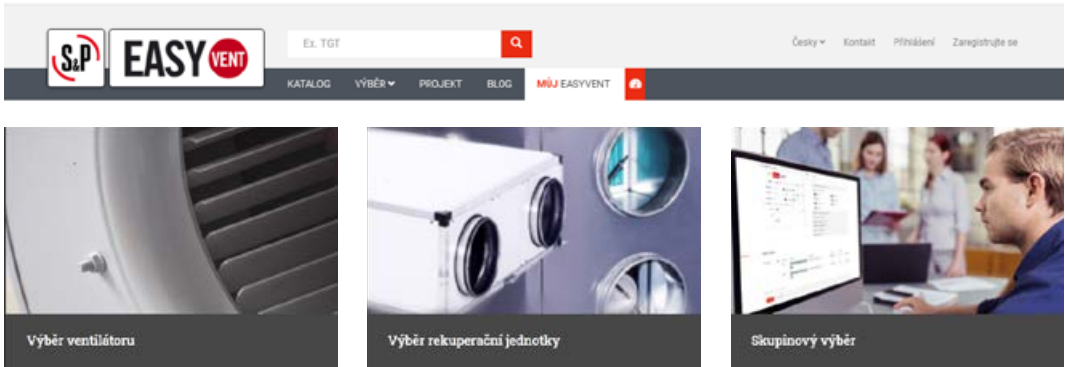 S&P EASY VENT
Ex. TGT
Česky Kontakt Přihlášení Zaregistrujte se
KATALOG VÝBĚR PROJEKT BLOG MŮJ EASYVENT
Výběr ventilátoru
Výběr rekuperační jednotky
Skupinový výběr